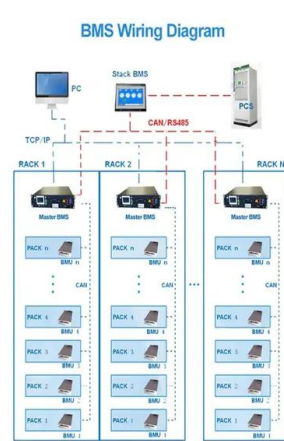 BMS Wiring Diagram
PC
Stack BMS
PCS
CAN/RS485
TCP/IP
RACK 1
RACK 2
RACK N
Master BMS
Master BMS
Master BMS
PACK n
BMU n
PACK n
BMU n
PACK n
BMU n
CAN
CAN
CAN
PACK 4
BMU 4
PACK 4
BMU 4
PACK 4
BMU 4
PACK 3
BMU 3
PACK 3
BMU 3
PACK 3
BMU 3
PACK 2
BMU 2
PACK 2
BMU 2
PACK 2
BMU 2
PACK 1
BMU 1
PACK 1
BMU 1
PACK 1
BMU 1